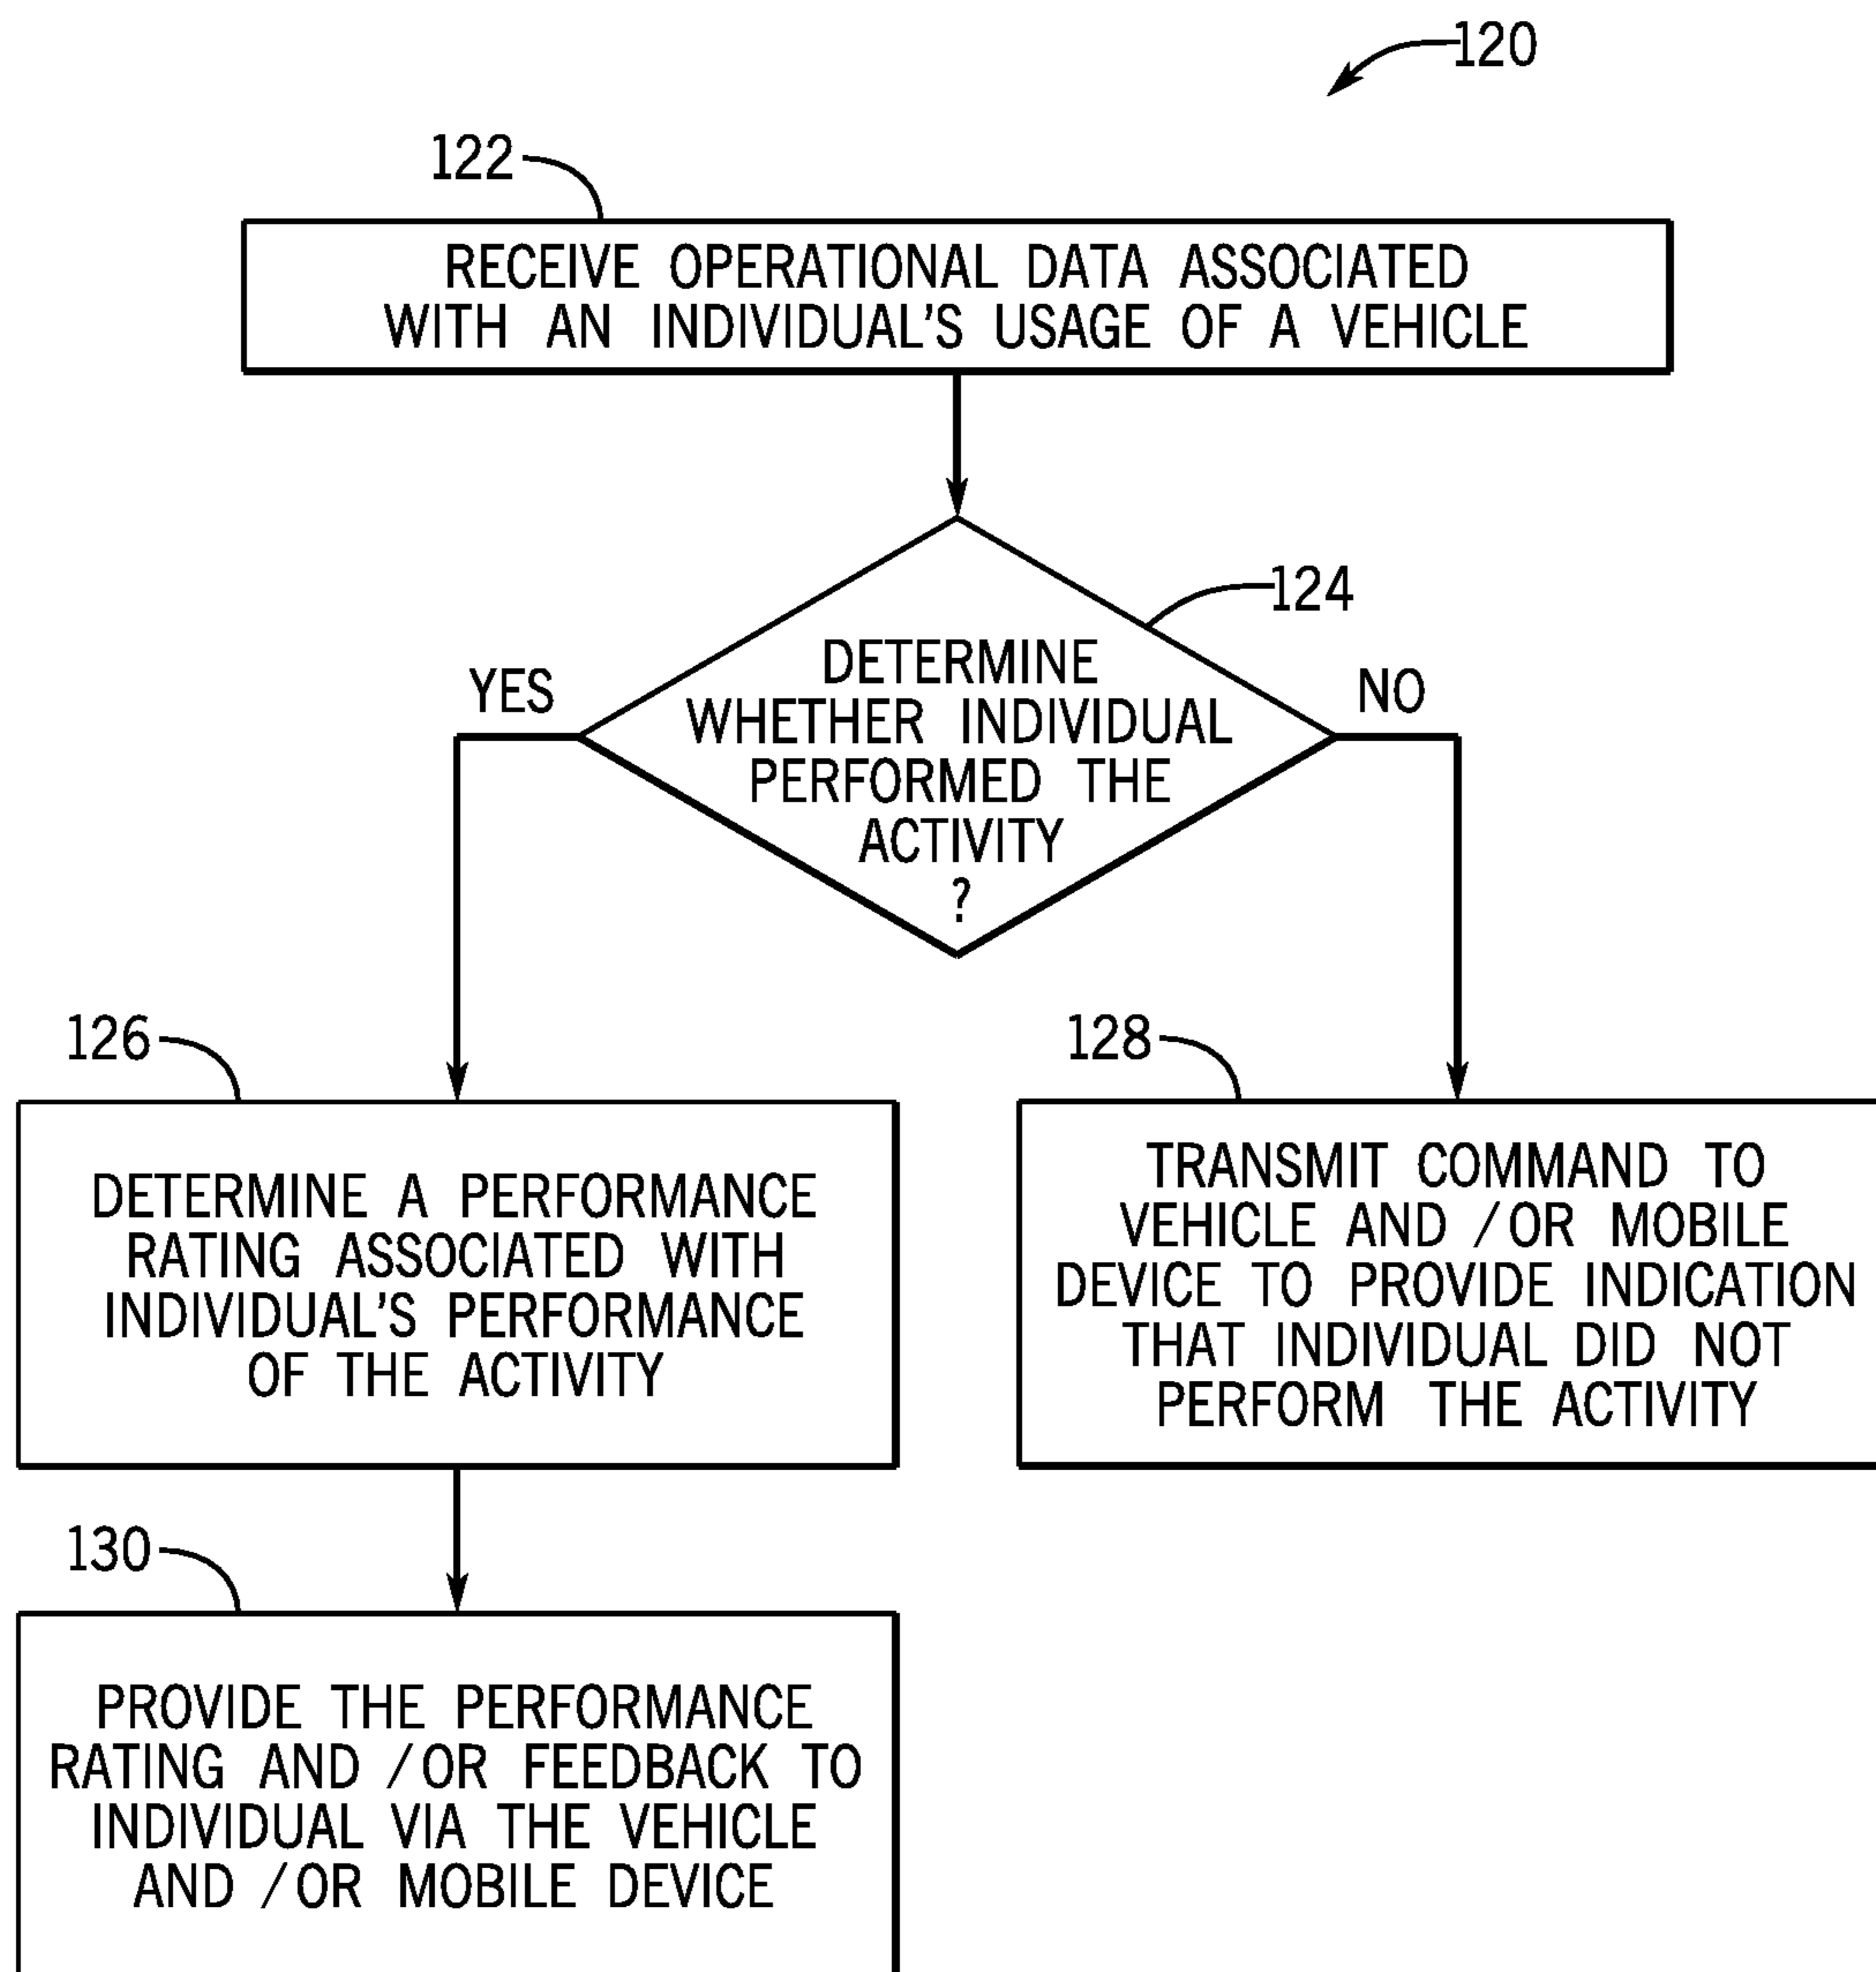 120
122
RECEIVE OPERATIONAL DATA ASSOCIATED
WITH AN INDIVIDUAL'S USAGE OF A VEHICLE
124
DETERMINE
WHETHER INDIVIDUAL
PERFORMED THE
ACTIVITY
?
YES
NO
126
DETERMINE A PERFORMANCE
RATING ASSOCIATED WITH
INDIVIDUAL'S PERFORMANCE
OF THE ACTIVITY
128
TRANSMIT COMMAND TO
VEHICLE AND /OR MOBILE
DEVICE TO PROVIDE INDICATION
THAT INDIVIDUAL DID NOT
PERFORM THE ACTIVITY
130
PROVIDE THE PERFORMANCE
RATING AND /OR FEEDBACK TO
INDIVIDUAL VIA THE VEHICLE
AND /OR MOBILE DEVICE